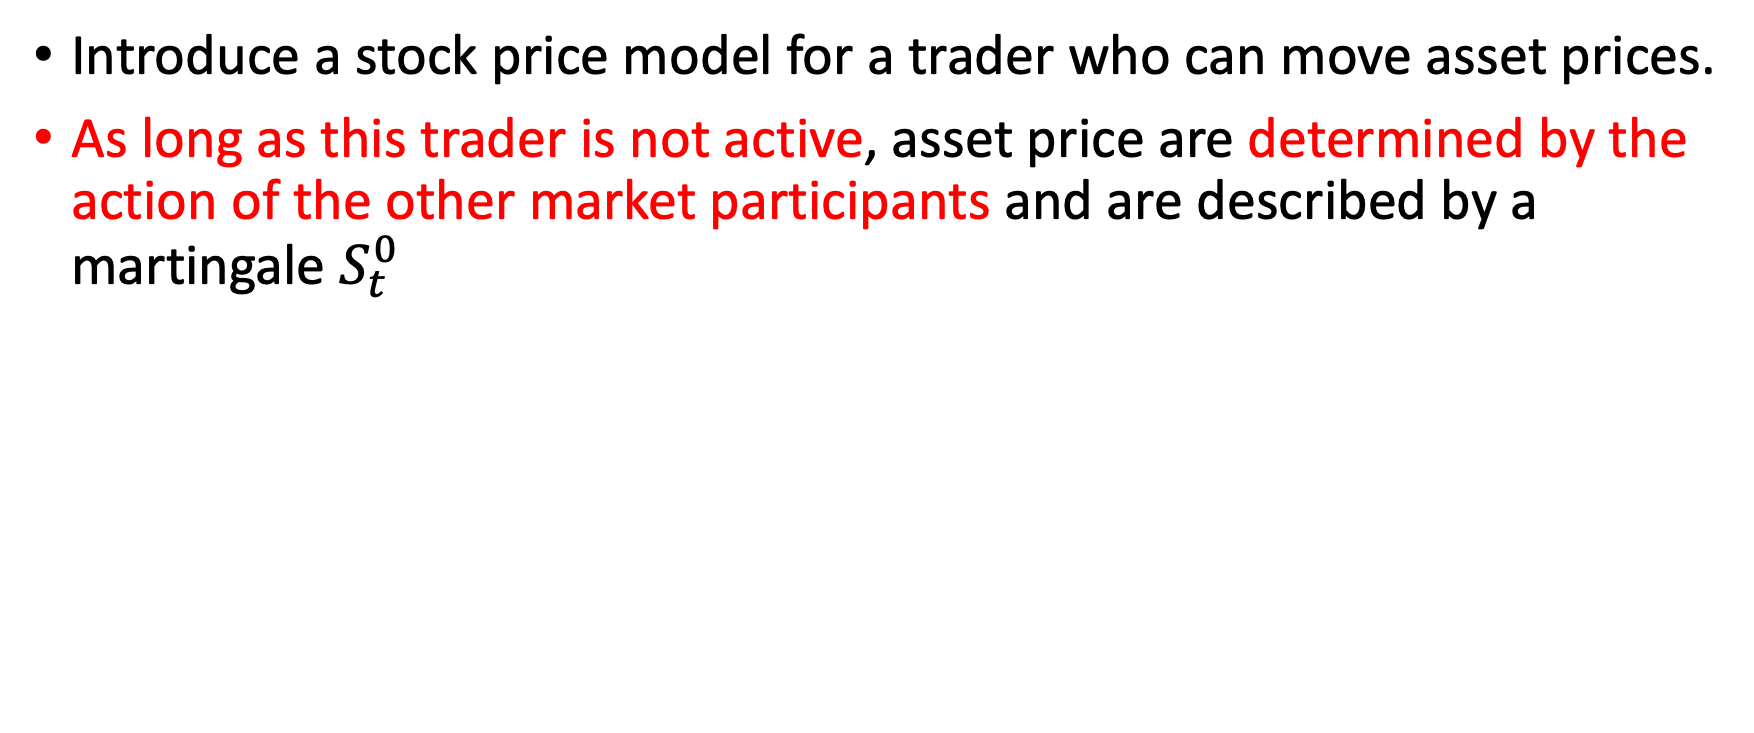 • Introduce a stock price model for a trader who can move asset prices.
• As long as this trader is not active, asset price are determined by the
action of the other market participants and are described by a
martingale $S_t^0$